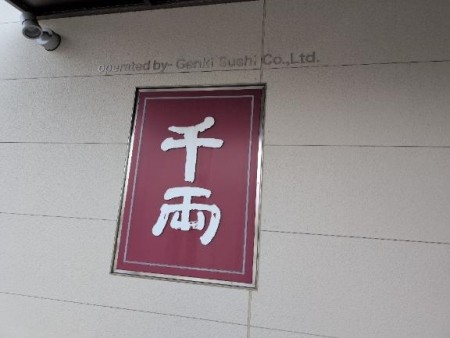 operated by- Genki Sushi Co.,Ltd.
千両